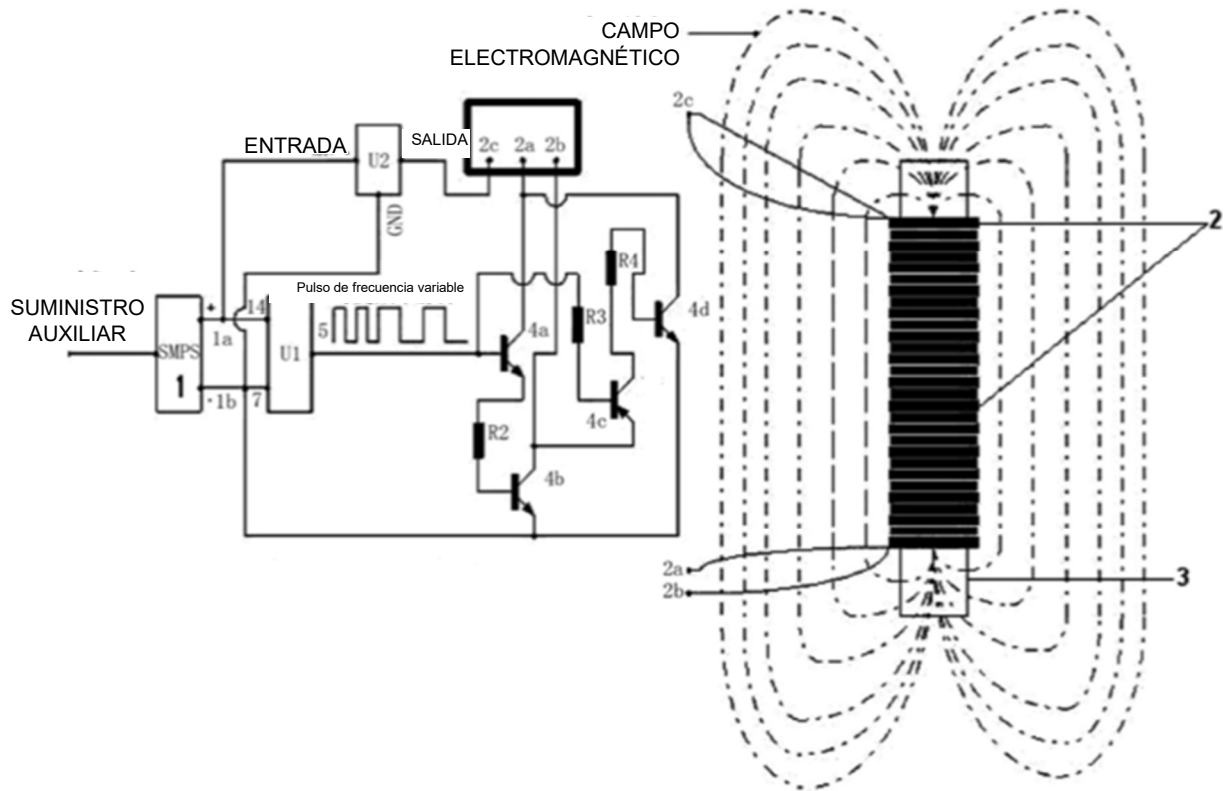 CAMPO
ELECTROMAGNÉTICO
2c
ENTRADA
U2
SALIDA
2c 2a 2b
GND
2
R4
Pulso de frecuencia variable
SUMINISTRO
AUXILIAR
+
14
1a
5
4a
R3
4d
SMPS
1
U1
-1b
7
R2
4c
4b
2a
2b
3